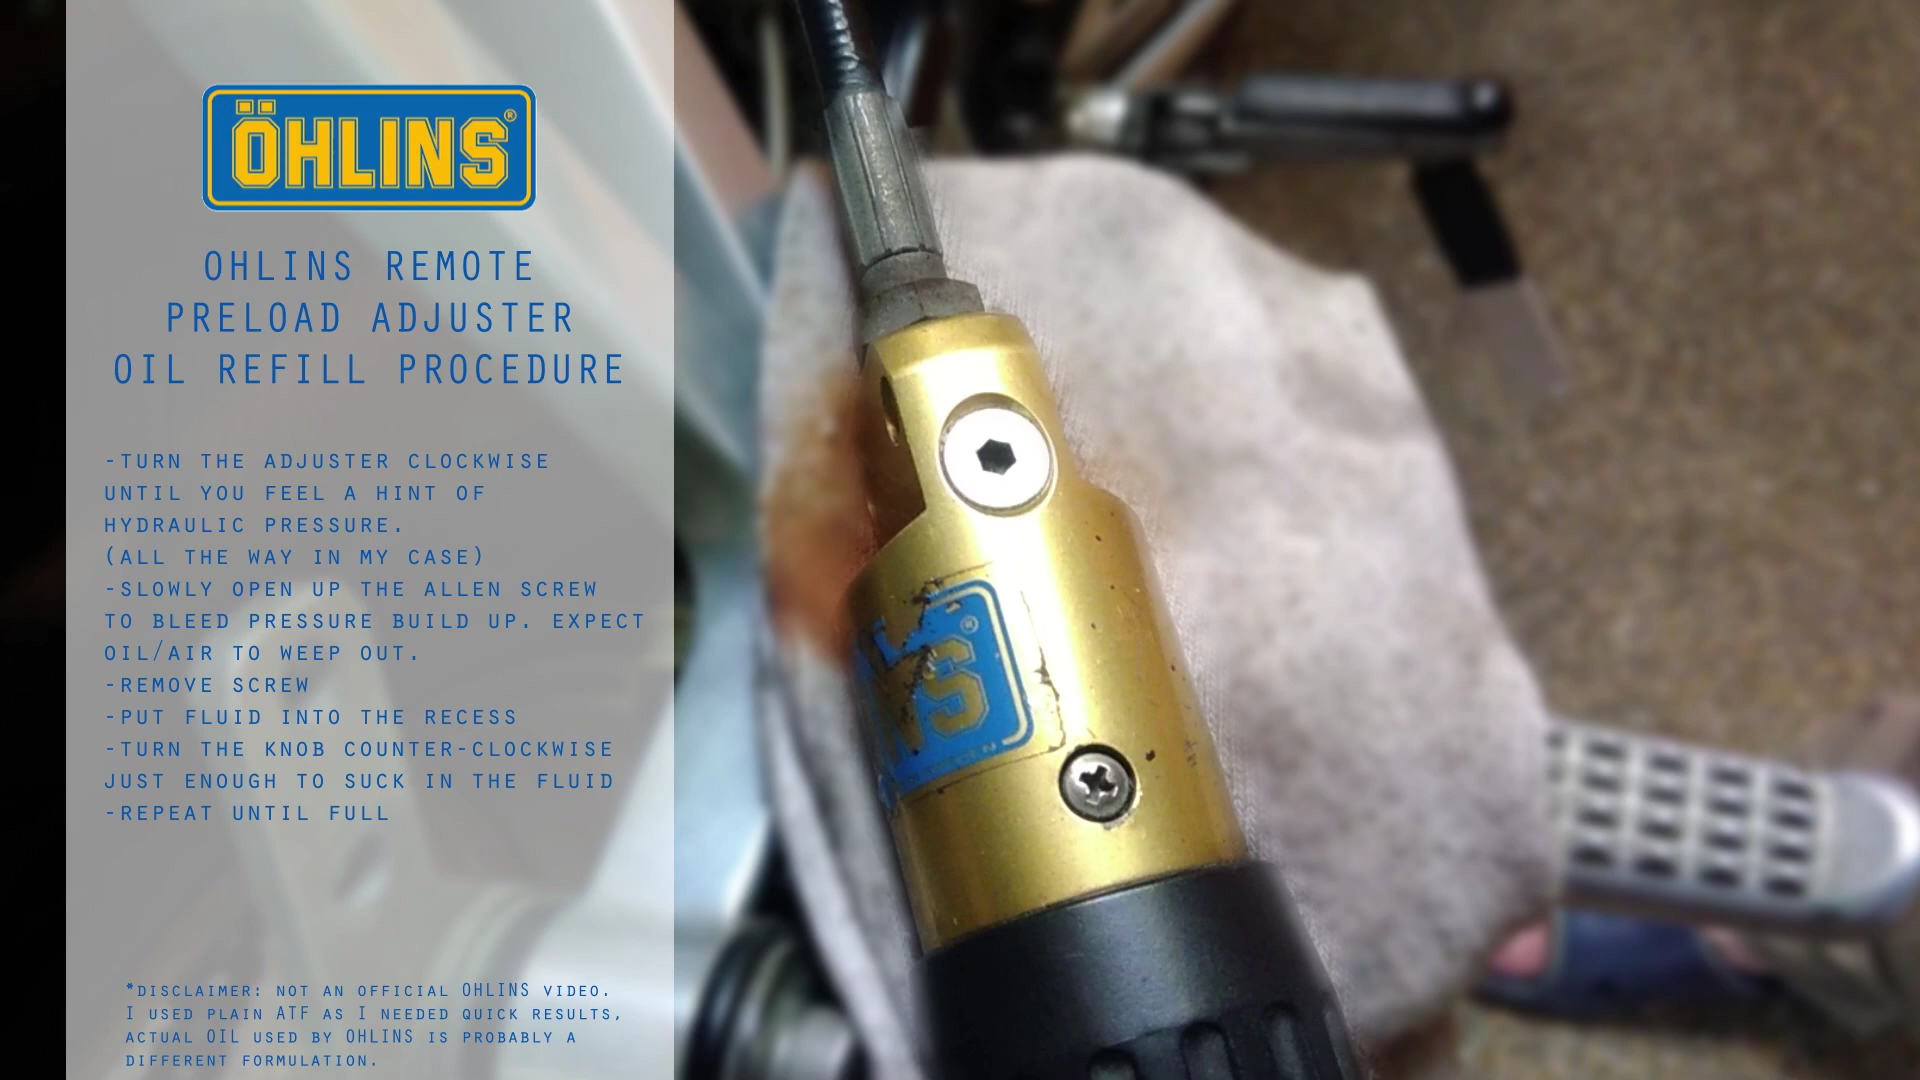 ÖHLINS®
OHLINS REMOTE
PRELOAD ADJUSTER
OIL REFILL PROCEDURE
-TURN THE ADJUSTER CLOCKWISE
UNTIL YOU FEEL A HINT OF
HYDRAULIC PRESSURE.
(ALL THE WAY IN MY CASE)
-SLOWLY OPEN UP THE ALLEN SCREW
TO BLEED PRESSURE BUILD UP. EXPECT
OIL/AIR TO WEEP OUT.
-REMOVE SCREW
-PUT FLUID INTO THE RECESS
-TURN THE KNOB COUNTER-CLOCKWISE
JUST ENOUGH TO SUCK IN THE FLUID
-REPEAT UNTIL FULL
*DISCLAIMER: NOT AN OFFICIAL OHLINS VIDEO.
I USED PLAIN ATF AS I NEEDED QUICK RESULTS,
ACTUAL OIL USED BY OHLINS IS PROBABLY A
DIFFERENT FORMULATION.